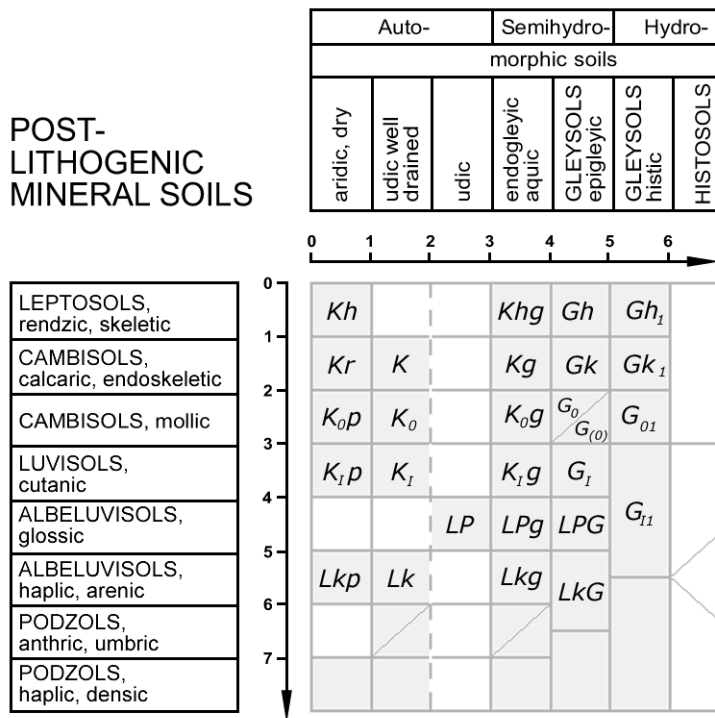 Auto-
Semihydro-
Hydro-
morphic soils
POST-
LITHOGENIC
MINERAL SOILS
aridic, dry
udic well
drained
udic
endogleyic
aquic
GLEYSOLS
epigleyic
GLEYSOLS
histic
HISTOSOLS
0 1 2 3 4 5 6
0
LEPTOSOLS,
rendzic, skeletic
Kh Khg Gh Gh1
1
CAMBISOLS,
calcaric, endoskeletic
Kr K Kg Gk Gk1
2
CAMBISOLS, mollic
K0p K0 K0g G0 G(0) G01
3
LUVISOLS,
cutanic
KIp KI KIg GI GI1
4
ALBELUVISOLS,
glossic
LP LPg LPG
5
ALBELUVISOLS,
haplic, arenic
Lkp Lk Lkg LkG
6
PODZOLS,
anthric, umbric
7
PODZOLS,
haplic, densic